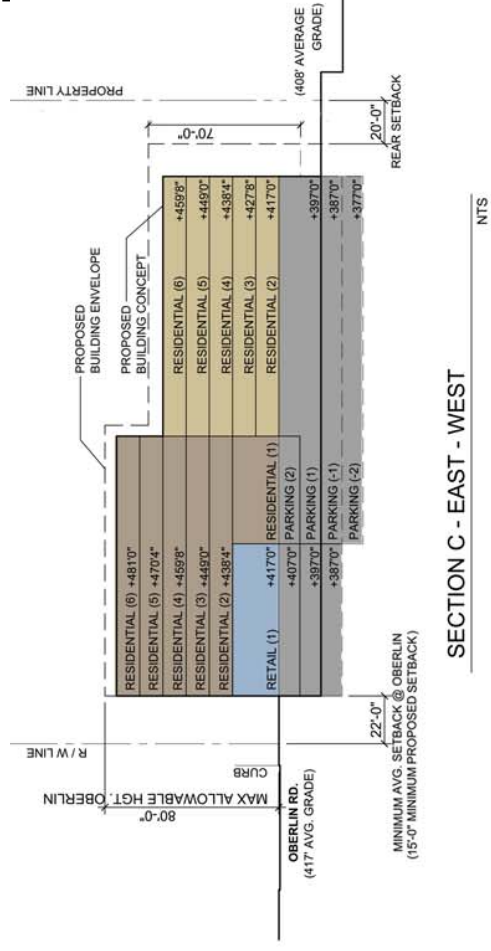 PROPOSED
BUILDING ENVELOPE
PROPOSED
BUILDING CONCEPT
PROPERTY LINE
(408' AVERAGE
GRADE)
70'-0"
20'-0"
REAR SETBACK
R / W LINE
MAX ALLOWABLE HGT. OBERLIN
80'-0"
CURB
OBERLIN RD.
(417' AVG. GRADE)
22'-0"
MINIMUM AVG. SETBACK @ OBERLIN
(15'-0" MINIMUM PROPOSED SETBACK)
RESIDENTIAL (6) +481'0"
RESIDENTIAL (5) +470'4"
RESIDENTIAL (4) +459'8"
RESIDENTIAL (3) +449'0"
RESIDENTIAL (2) +438'4"
RETAIL (1) +417'0" RESIDENTIAL (1)
+407'0" PARKING (2)
+397'0" PARKING (1)
+387'0" PARKING (-1)
PARKING (-2)
RESIDENTIAL (6) +459'8"
RESIDENTIAL (5) +449'0"
RESIDENTIAL (4) +438'4"
RESIDENTIAL (3) +427'8"
RESIDENTIAL (2) +417'0"
+397'0"
+387'0"
+377'0"
SECTION C - EAST - WEST
NTS